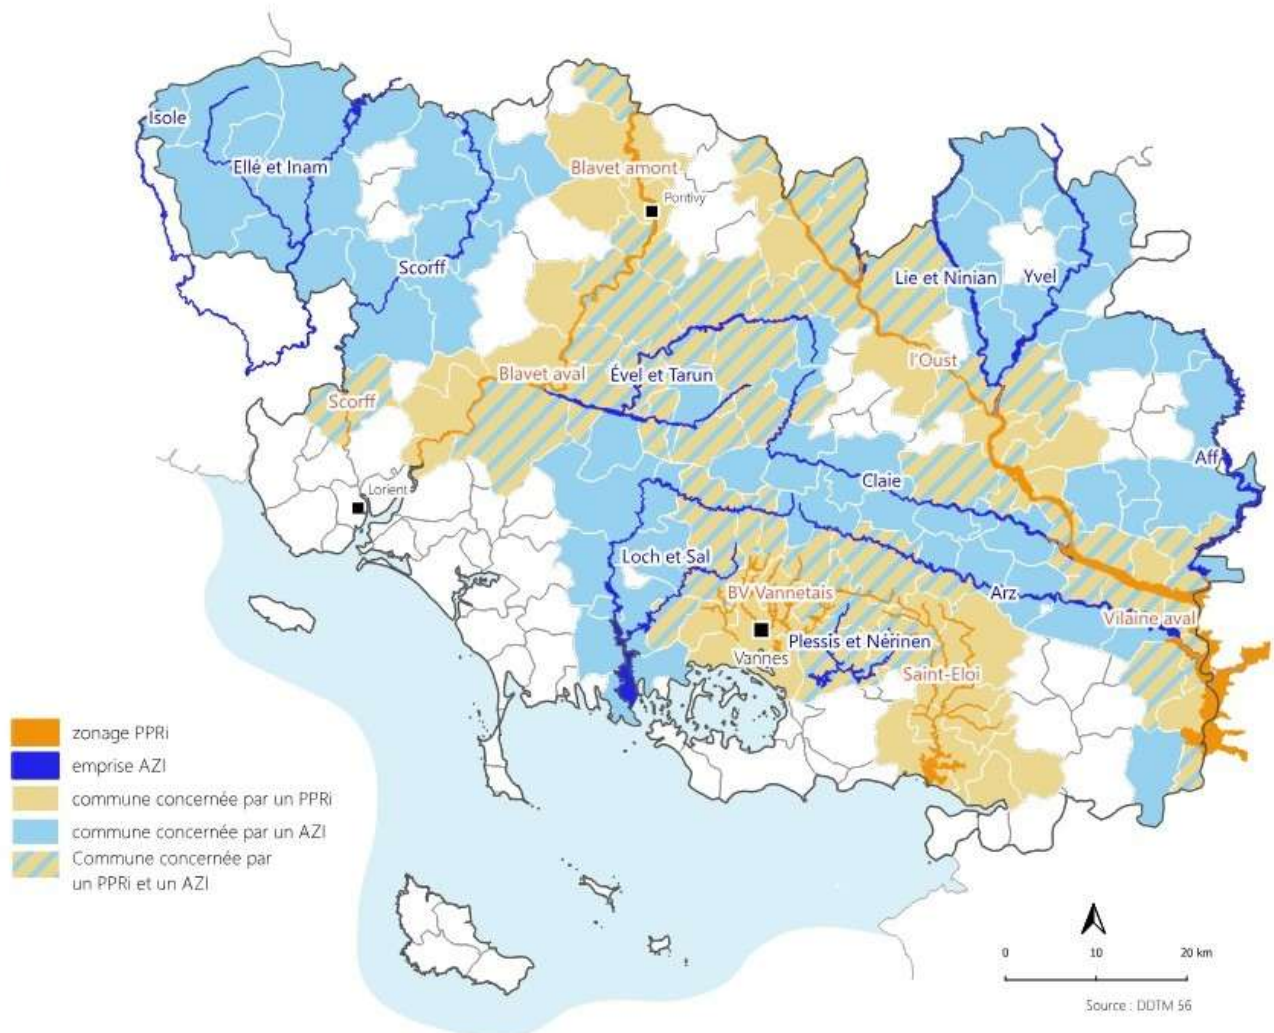 Isole
Ellé et Inam
Blavet amont
Pontivy
Scorff
Lie et Ninian
Yvel
l'Oust
Blavet aval
Ével et Tarun
Scorff
Aff
Claie
Lorient
Loch et Sal
BV Vannetais
Arz
Vilaine aval
Plessis et Nérinen
Vannes
Saint-Eloi
zonage PPRi
emprise AZI
commune concernée par un PPRi
commune concernée par un AZI
Commune concernée par
un PPRi et un AZI
0 10 20 km
Source : DDTM 56